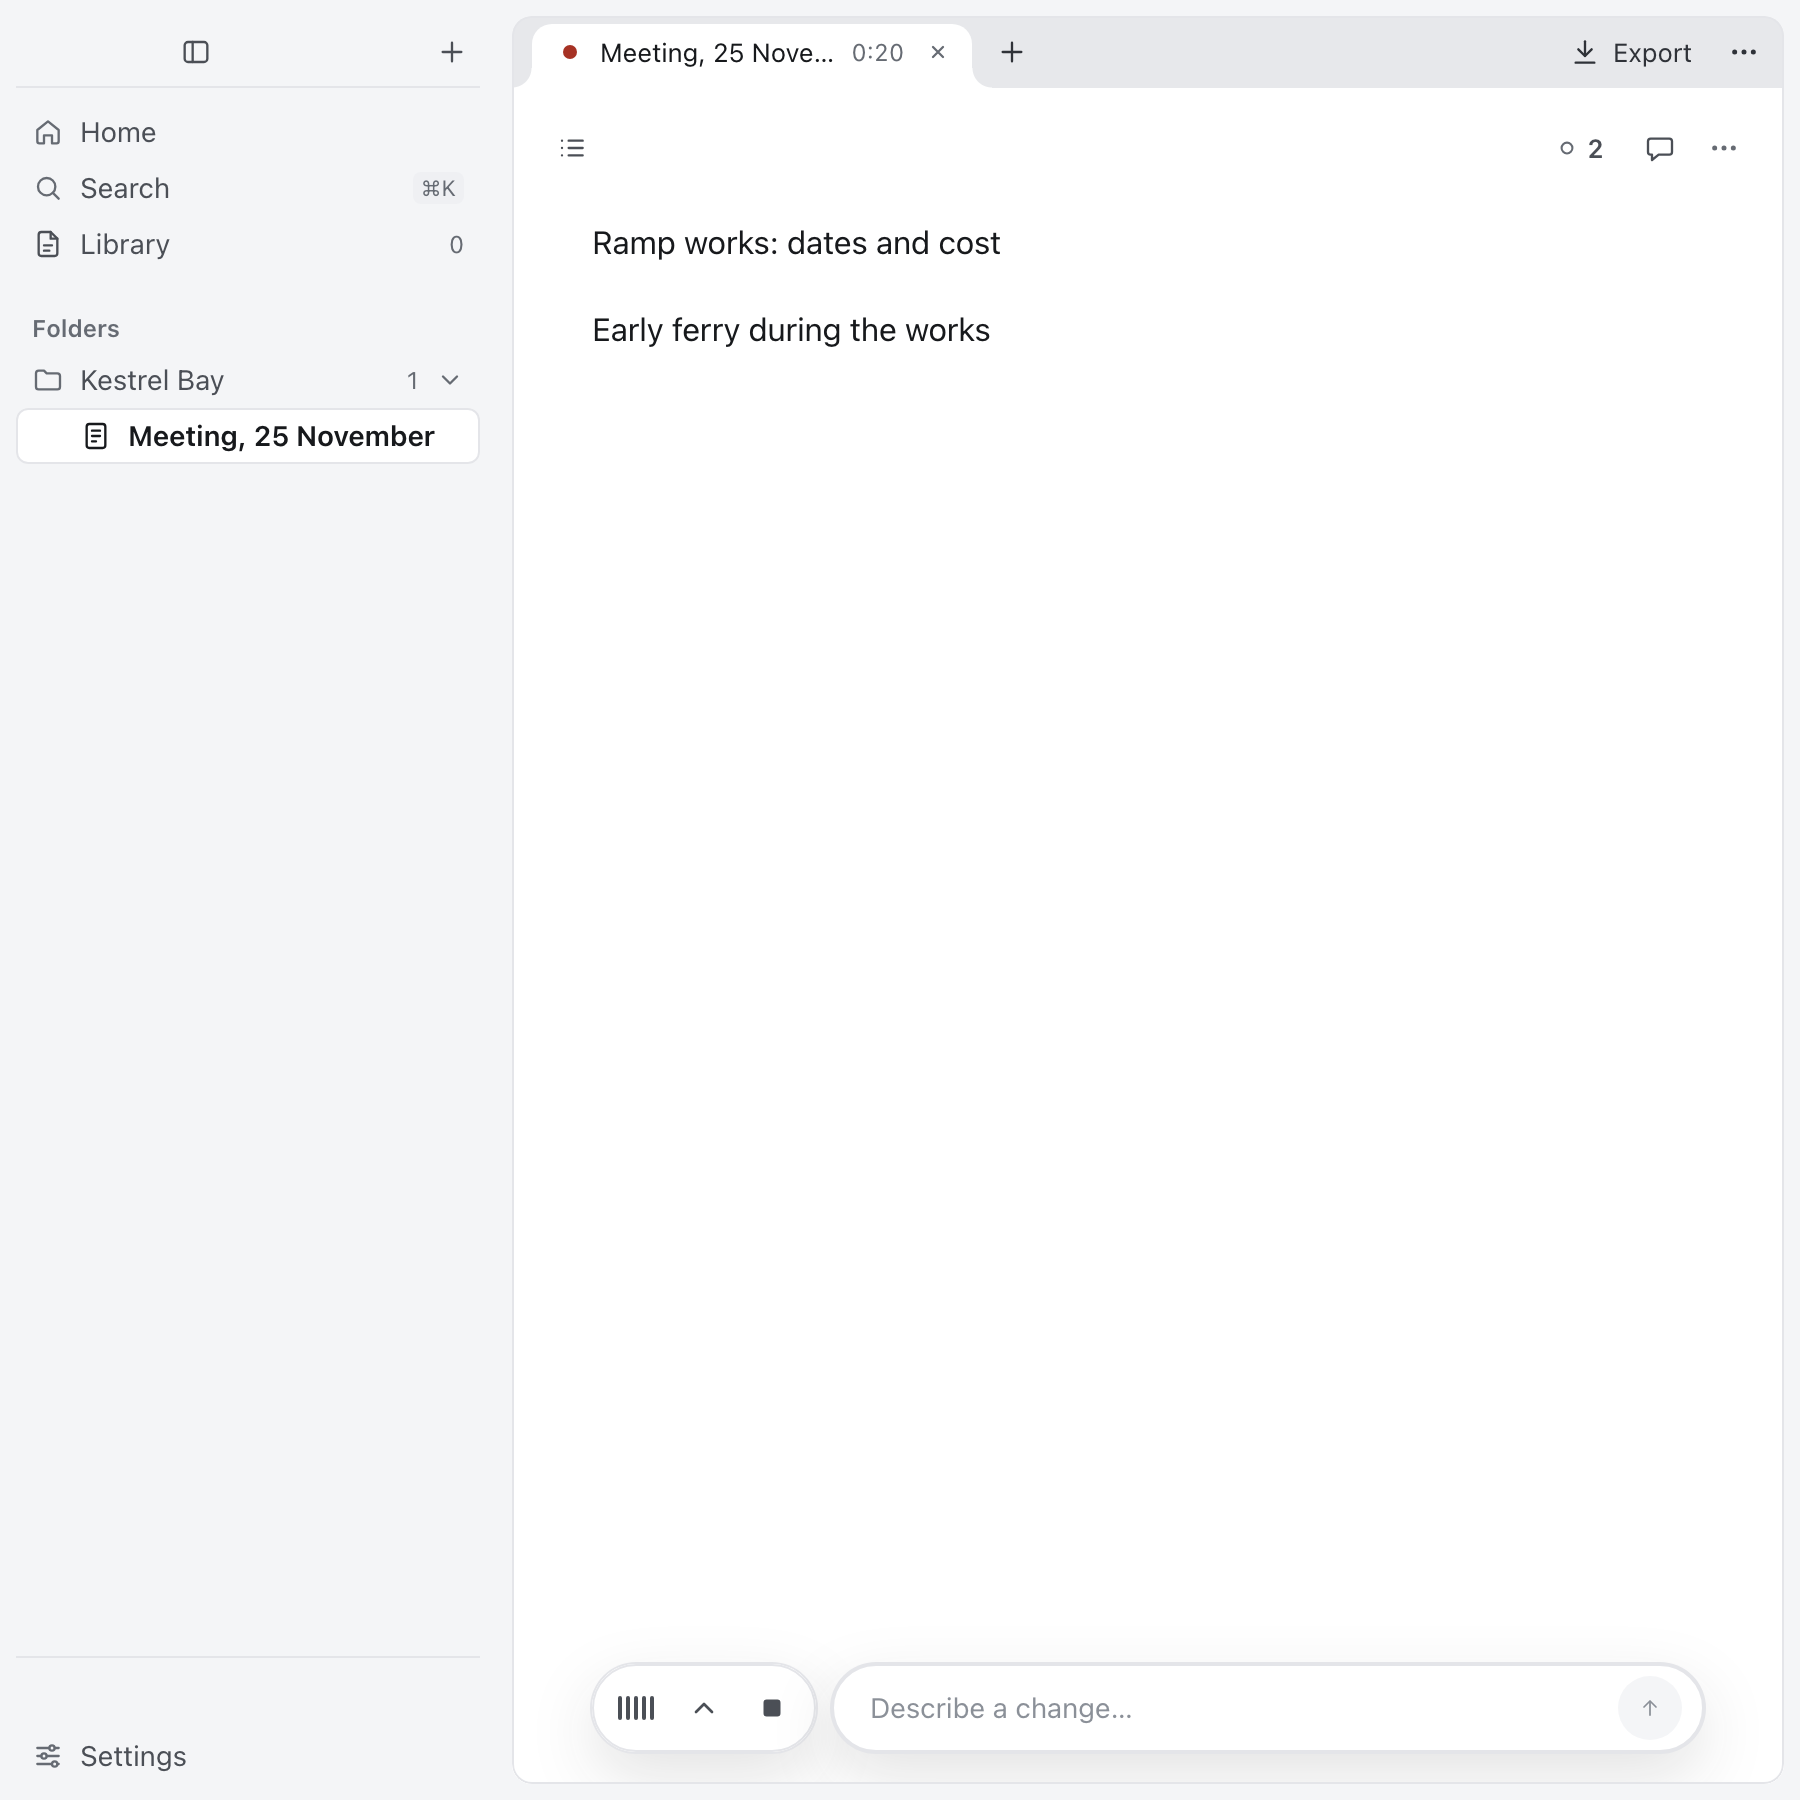 Home
Search ⌘K
Library 0
Folders
Kestrel Bay 1
Meeting, 25 November
Settings
Meeting, 25 Nove... 0:20
Export
2
Ramp works: dates and cost
Early ferry during the works
Describe a change...